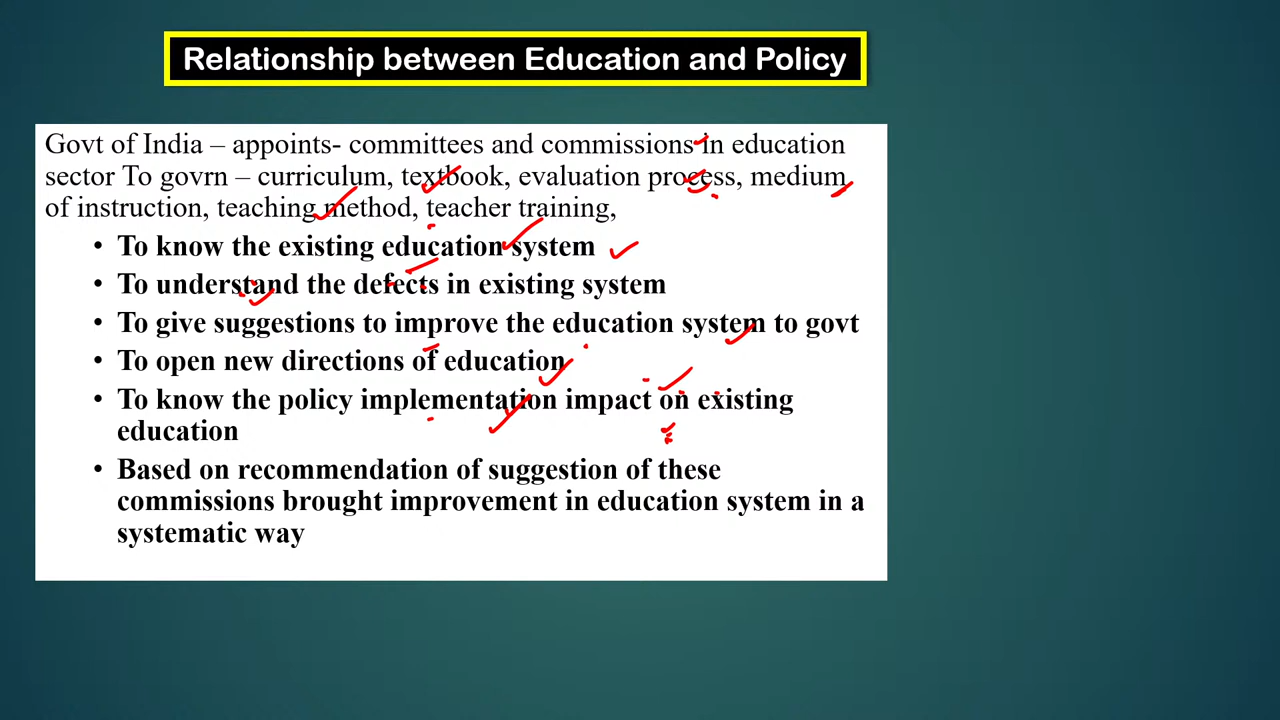 Relationship between Education and Policy
Govt of India – appoints- committees and commissions in education
sector To govrn – curriculum, textbook, evaluation process, medium
of instruction, teaching method, teacher training,
• To know the existing education system
• To understand the defects in existing system
• To give suggestions to improve the education system to govt
• To open new directions of education
• To know the policy implementation impact on existing
education
• Based on recommendation of suggestion of these
commissions brought improvement in education system in a
systematic way